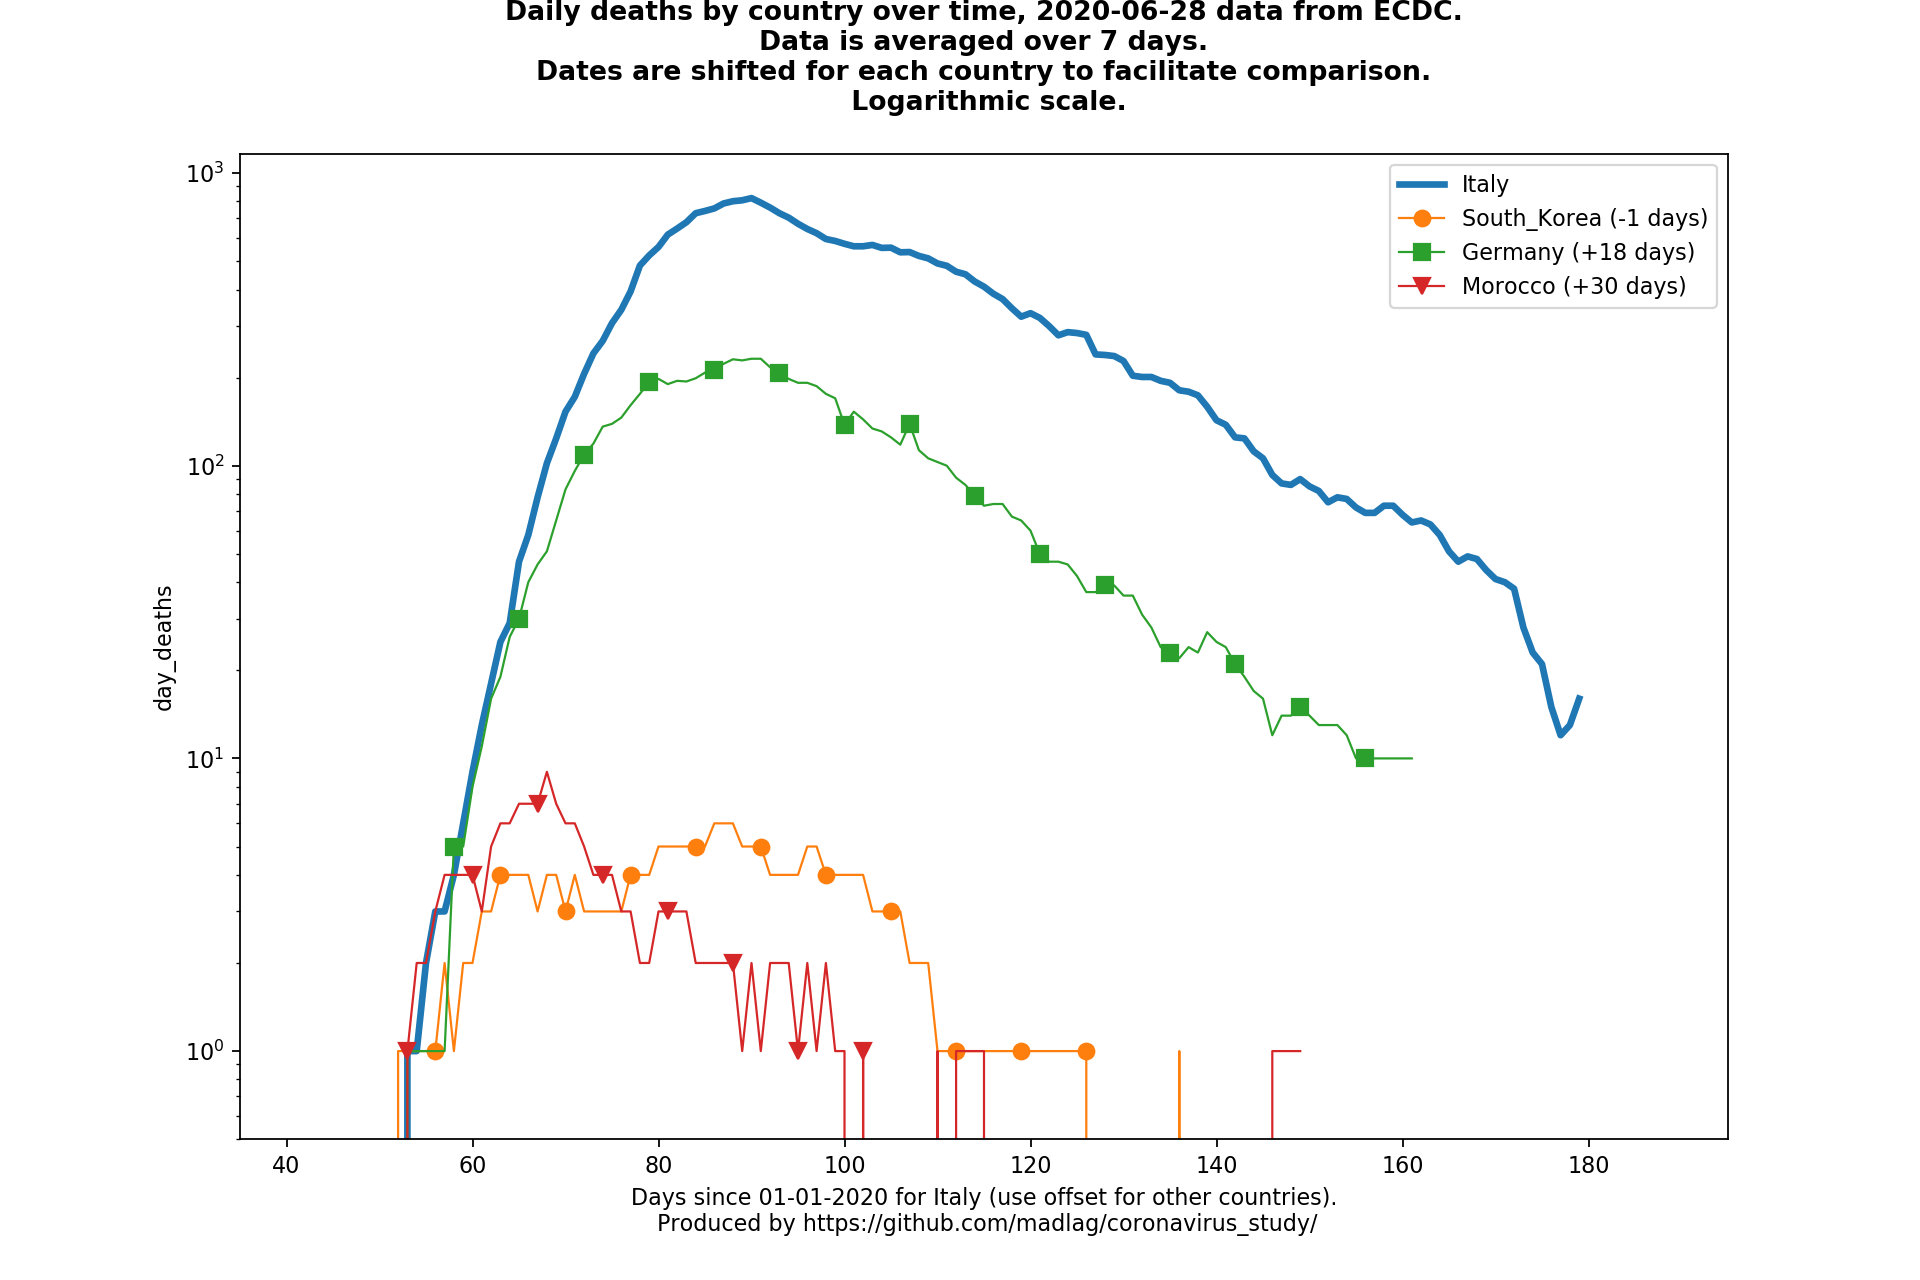 Daily deaths by country over time, 2020-06-28 data from ECDC.
Data is averaged over 7 days.
Dates are shifted for each country to facilitate comparison.
Logarithmic scale.
10³
10²
10¹
10⁰
day_deaths
Italy
South_Korea (-1 days)
Germany (+18 days)
Morocco (+30 days)
40 60 80 100 120 140 160 180
Days since 01-01-2020 for Italy (use offset for other countries).
Produced by https://github.com/madlag/coronavirus_study/